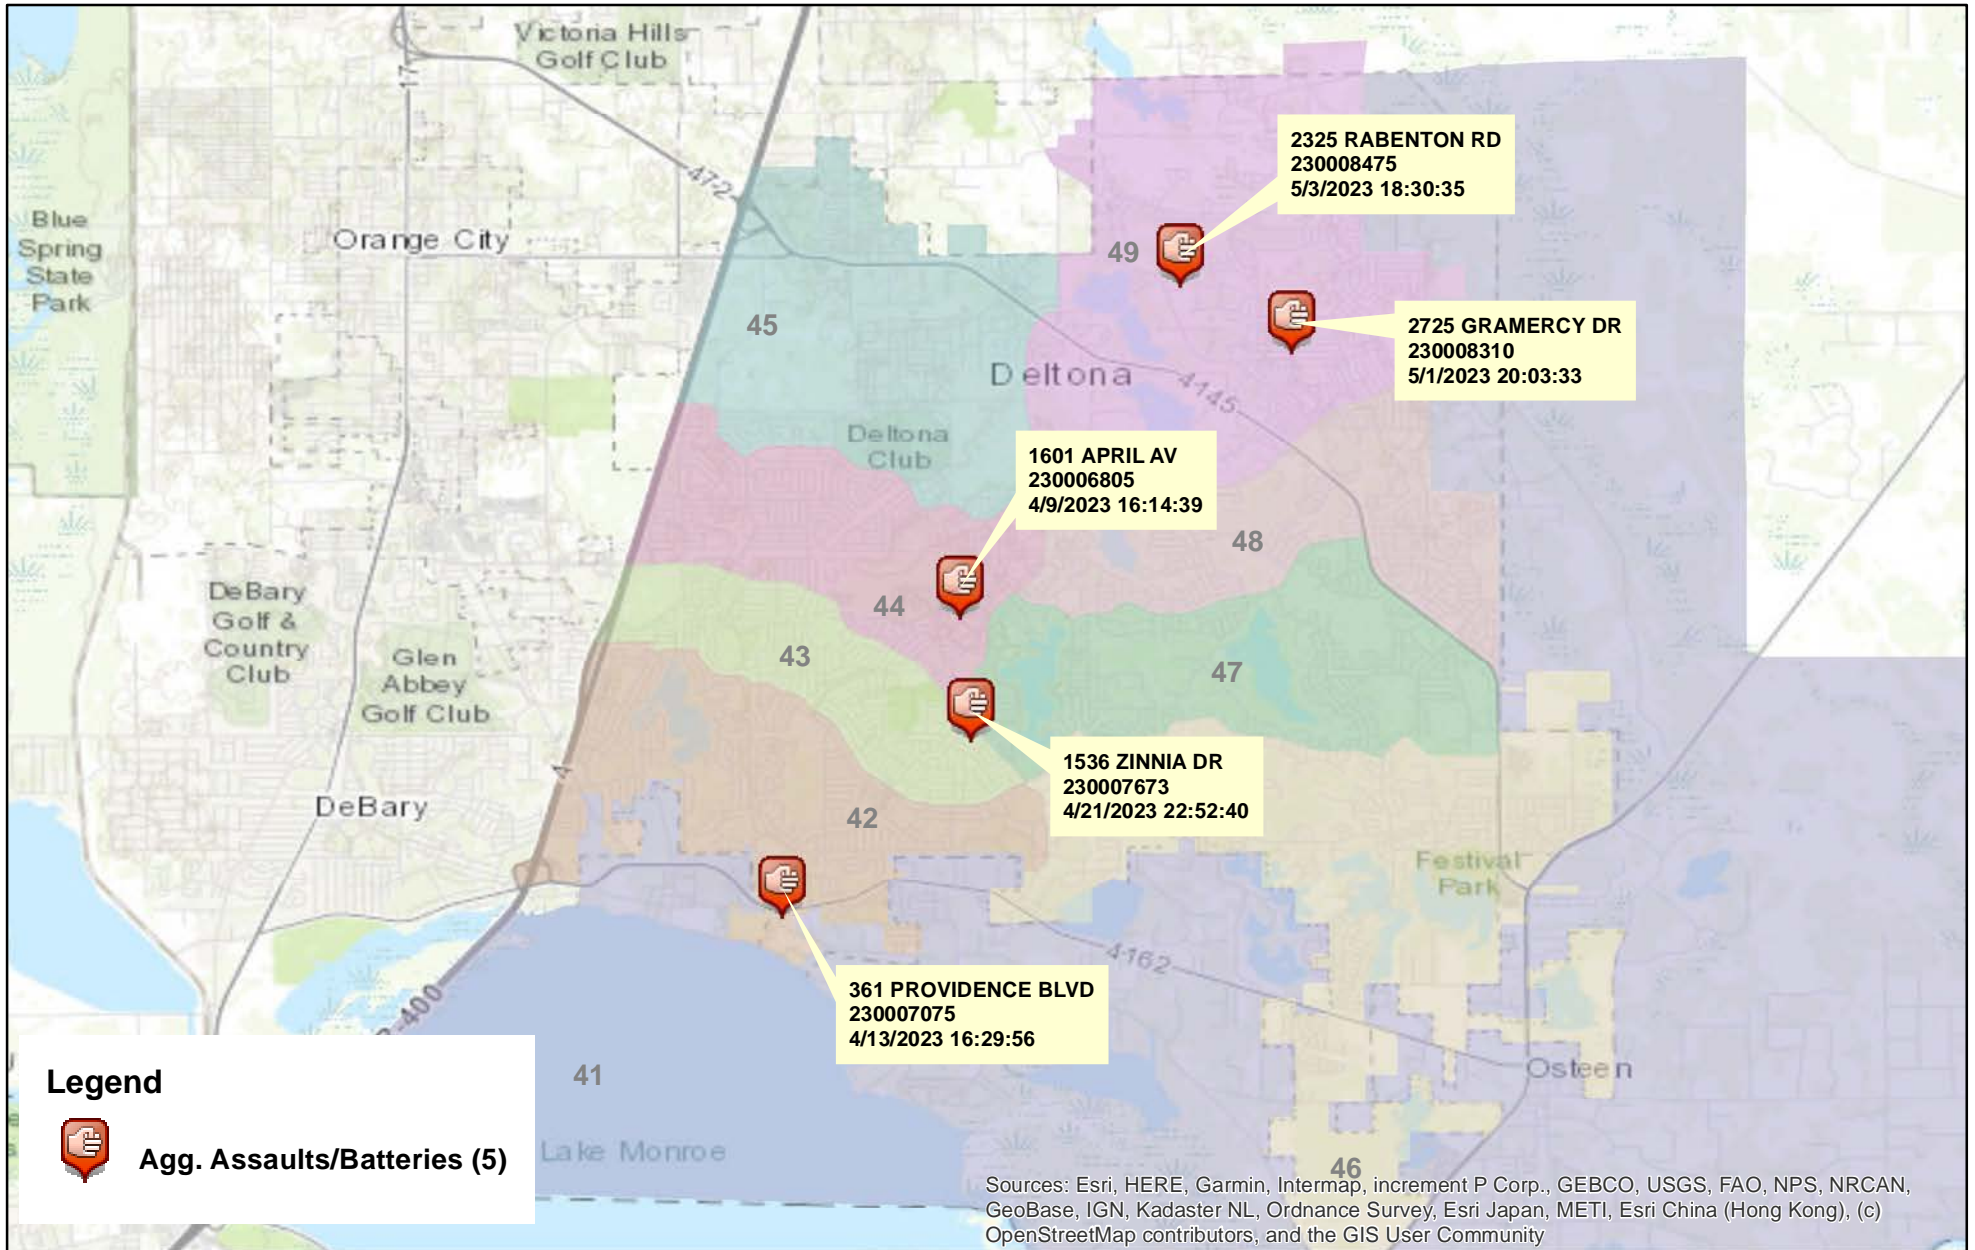 Victoria Hills
Golf Club
17
472
Blue
Spring
State
Park
Orange City
2325 RABENTON RD
230008475
5/3/2023 18:30:35
49
45
2725 GRAMERCY DR
230008310
5/1/2023 20:03:33
Deltona
4145
Deltona
Club
1601 APRIL AV
230006805
4/9/2023 16:14:39
48
DeBary
Golf &
Country
Club
44
43
Glen
Abbey
Golf Club
47
1536 ZINNIA DR
230007673
4/21/2023 22:52:40
4
DeBary
42
Festival
Park
4162
361 PROVIDENCE BLVD
230007075
4/13/2023 16:29:56
-400
41
Osteen
Legend
Agg. Assaults/Batteries (5)
Lake Monroe
46
Sources: Esri, HERE, Garmin, Intermap, increment P Corp., GEBCO, USGS, FAO, NPS, NRCAN,
GeoBase, IGN, Kadaster NL, Ordnance Survey, Esri Japan, METI, Esri China (Hong Kong), (c)
OpenStreetMap contributors, and the GIS User Community